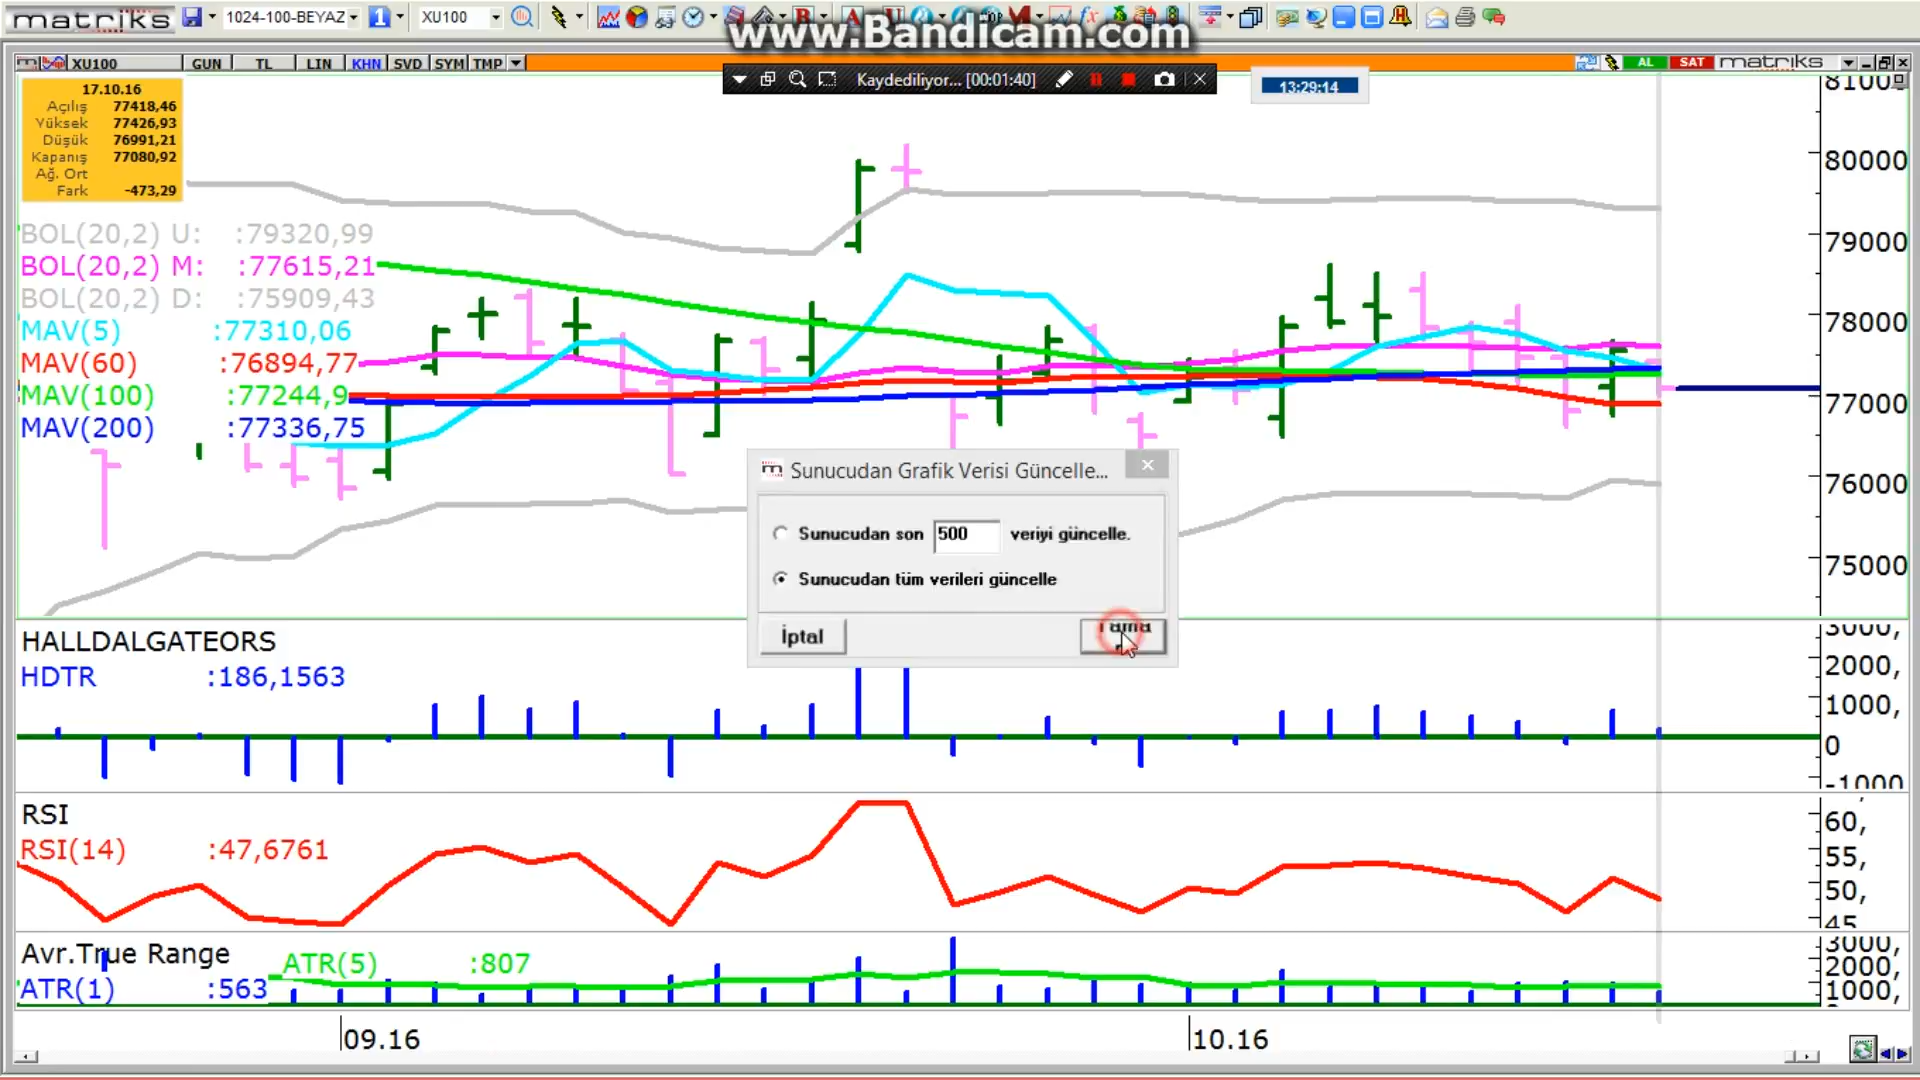 matriks 1024-100-BEYAZ 1 XU100
www.Bandicam.com
XU100 GUN TL LIN KHN SVD SYM TMP AL SAT matriks
Kaydediliyor... [00:01:40]
13:29:14
17.10.16
Açılış 77418,46
Yüksek 77426,93
Düşük 76991,21
Kapanış 77080,92
Ağ. Ort
Fark -473,29
BOL(20,2) U: :79320,99
BOL(20,2) M: :77615,21
BOL(20,2) D: :75909,43
MAV(5) :77310,06
MAV(60) :76894,77
MAV(100) :77244,9
MAV(200) :77336,75
81000
80000
79000
78000
77000
76000
75000
Sunucudan Grafik Verisi Güncelle...
Sunucudan son 500 veriyi güncelle.
Sunucudan tüm verileri güncelle
İptal
HALLDALGATEORS
HDTR :186,1563
3000,
2000,
1000,
0
-1000
RSI
RSI(14) :47,6761
60,
55,
50,
45
Avr.True Range ATR(5) :807
ATR(1) :563
3000,
2000,
1000,
09.16 10.16